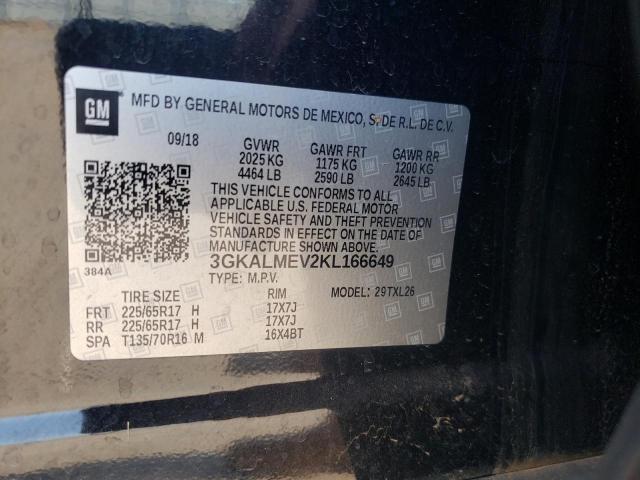 GM
MFD BY GENERAL MOTORS DE MEXICO, S. DE R.L. DE C.V.
09/18 GVWR GAWR FRT GAWR RR
2025 KG 1175 KG 1200 KG
4464 LB 2590 LB 2645 LB
THIS VEHICLE CONFORMS TO ALL
APPLICABLE U.S. FEDERAL MOTOR
VEHICLE SAFETY AND THEFT PREVENTION
STANDARDS IN EFFECT ON THE DATE OF
MANUFACTURE SHOWN ABOVE.
384A 3GKALMEV2KL166649
TYPE: M.P.V. MODEL: 29TXL26
TIRE SIZE RIM
FRT 225/65R17 H 17X7J
RR 225/65R17 H 17X7J
SPA T135/70R16 M 16X4BT